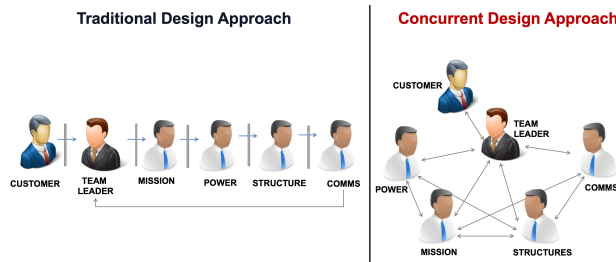 Traditional Design Approach
CUSTOMER
TEAM
LEADER
MISSION
POWER
STRUCTURE
COMMS
Concurrent Design Approach
CUSTOMER
TEAM
LEADER
POWER
COMMS
MISSION
STRUCTURES